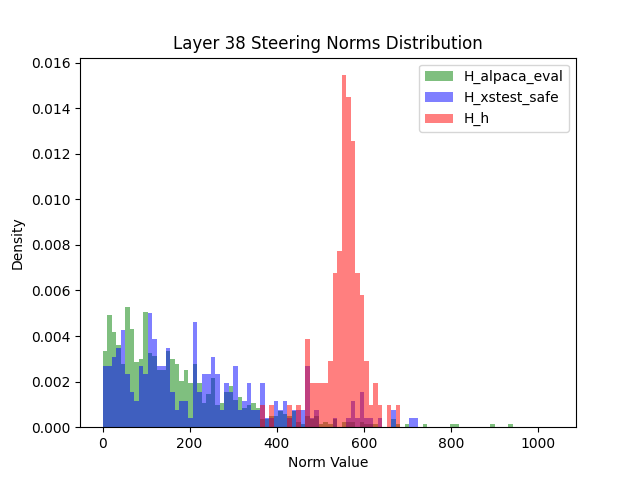 Layer 38 Steering Norms Distribution
H_alpaca_eval
H_xstest_safe
H_h
Density
0.016
0.014
0.012
0.010
0.008
0.006
0.004
0.002
0.000
0 200 400 600 800 1000
Norm Value